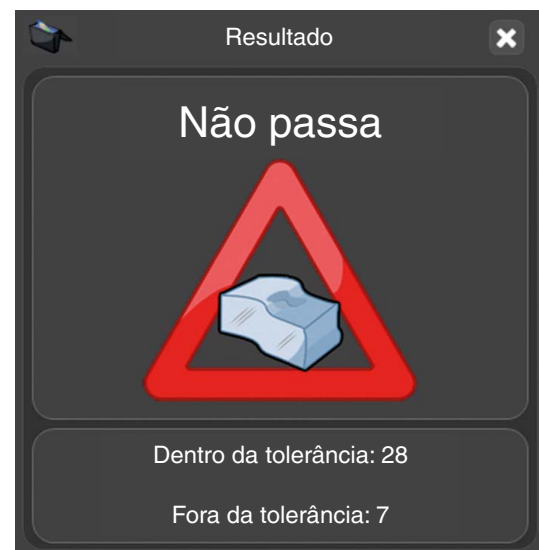 Resultado
Não passa
Dentro da tolerância: 28
Fora da tolerância: 7